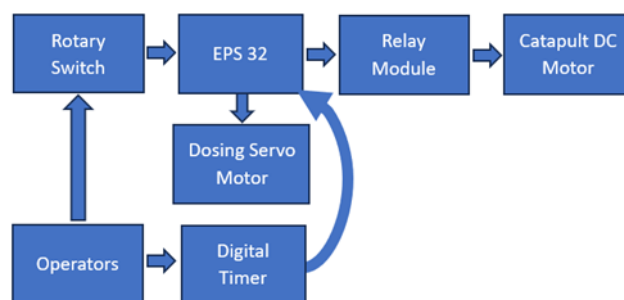 Rotary
Switch
EPS 32
Relay
Module
Catapult DC
Motor
Dosing Servo
Motor
Operators
Digital
Timer